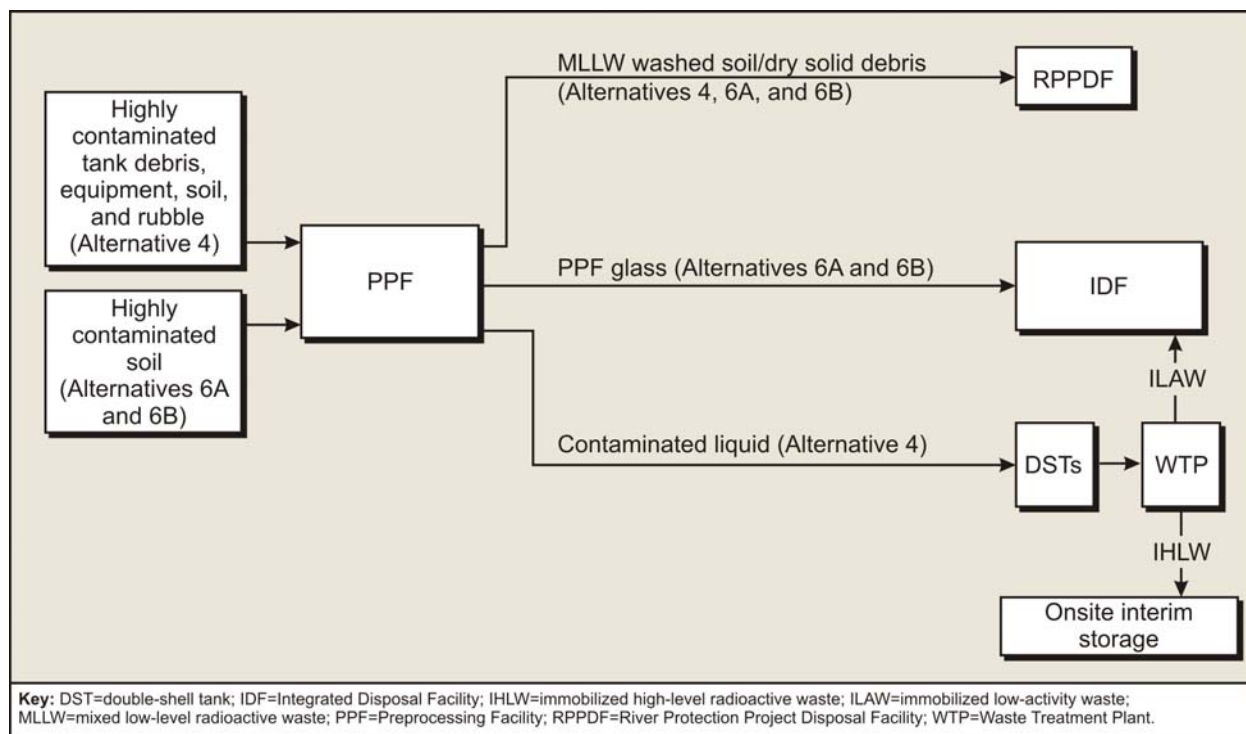 Highly
contaminated
tank debris,
equipment, soil,
and rubble
(Alternative 4)
Highly
contaminated
soil
(Alternatives 6A
and 6B)
PPF
MLLW washed soil/dry solid debris
(Alternatives 4, 6A, and 6B)
RPPDF
PPF glass (Alternatives 6A and 6B)
IDF
ILAW
Contaminated liquid (Alternative 4)
DSTs
WTP
IHLW
Onsite interim
storage
Key: DST=double-shell tank; IDF=Integrated Disposal Facility; IHLW=immobilized high-level radioactive waste; ILAW=immobilized low-activity waste;
MLLW=mixed low-level radioactive waste; PPF=Preprocessing Facility; RPPDF=River Protection Project Disposal Facility; WTP=Waste Treatment Plant.